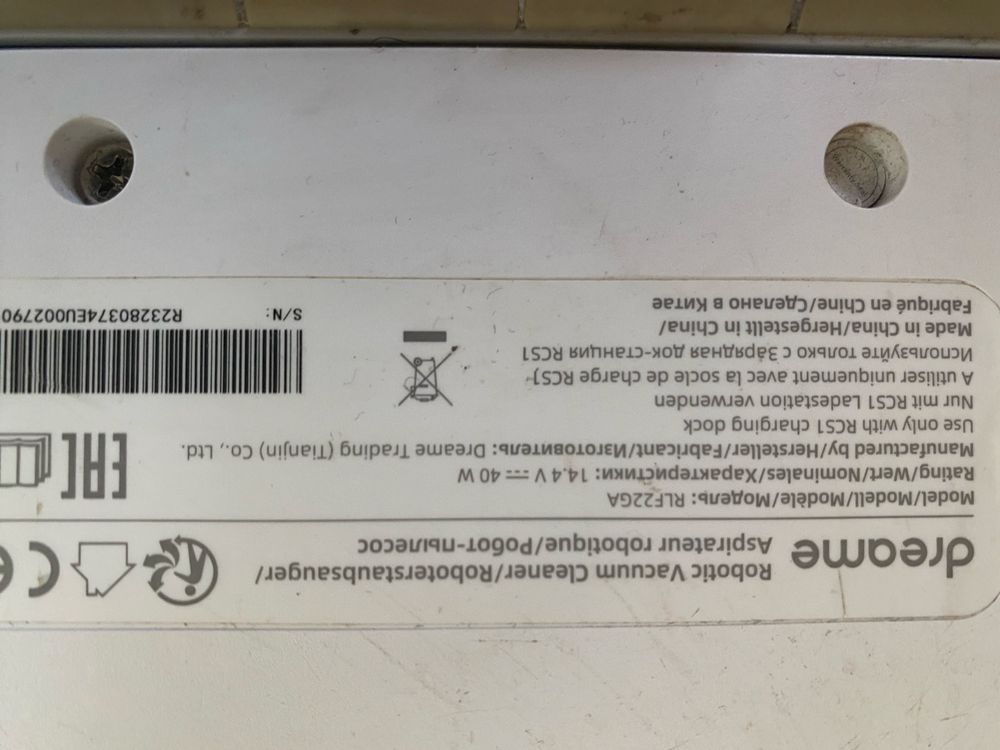 dreame
Robotic Vacuum Cleaner/Roboterstaubsauger/
Aspirateur robotique/Робот-пылесос
Model/Modell/Modèle/Модель: RLF22GA
Rating/Wert/Nominales/Характеристики: 14.4 V ⎓ 40 W
Manufactured by/Hersteller/Fabricant/Изготовитель: Dreame Trading (Tianjin) Co., Ltd.
Use only with RCS1 charging dock
Nur mit RCS1 Ladestation verwenden
A utiliser uniquement avec la socle de charge RCS1
Используйте только с Зарядная док-станция RCS1
Made in China/Hergestellt in China/
Fabriqué en Chine/Сделано в Китае
CE
EAC
S/N: R23280374EU002790